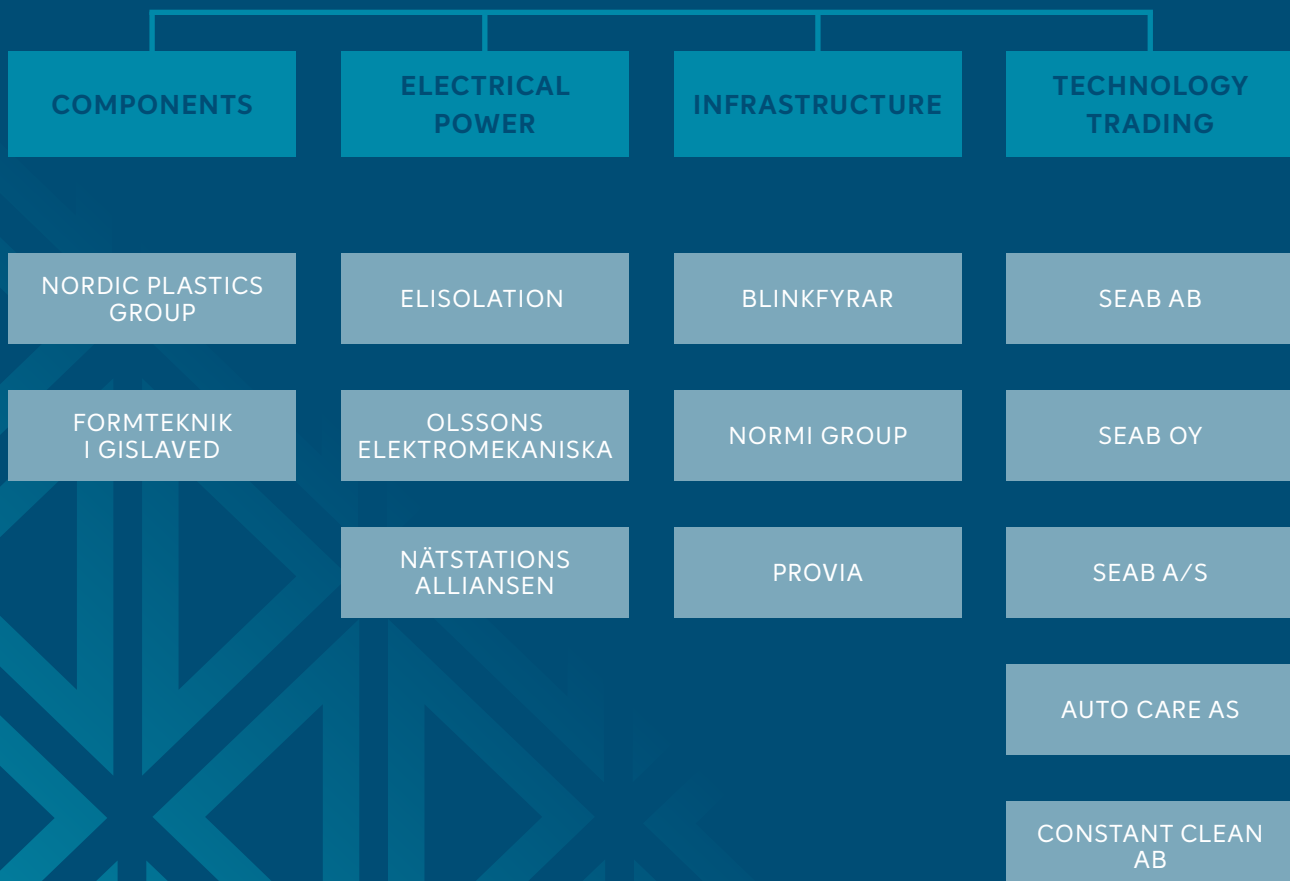 COMPONENTS
ELECTRICAL
POWER
INFRASTRUCTURE
TECHNOLOGY
TRADING
NORDIC PLASTICS
GROUP
ELISOLATION
BLINKFYRAR
SEAB AB
FORMTEKNIK
I GISLAVED
OLSSONS
ELEKTROMEKANISKA
NORMI GROUP
SEAB OY
NÄTSTATIONS
ALLIANSEN
PROVIA
SEAB A/S
AUTO CARE AS
CONSTANT CLEAN
AB